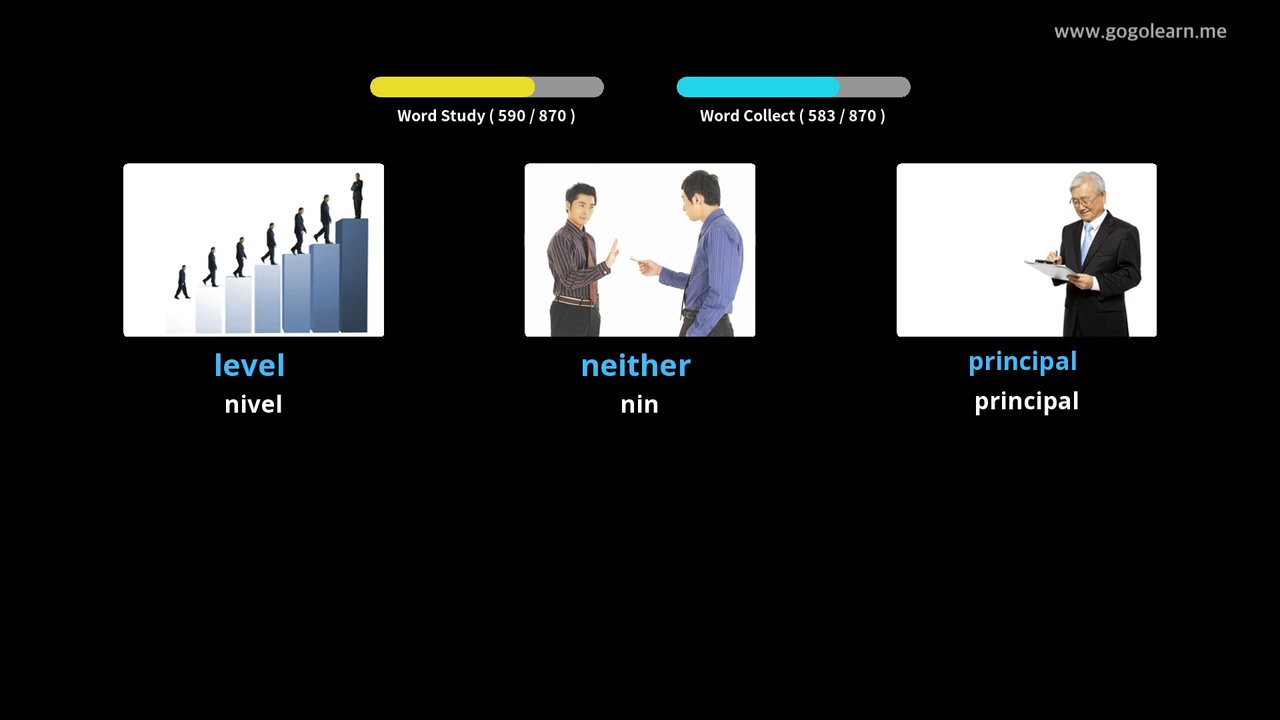 www.gogolearn.me
Word Study ( 590 / 870 )
Word Collect ( 583 / 870 )
level
neither
principal
nivel
nin
principal